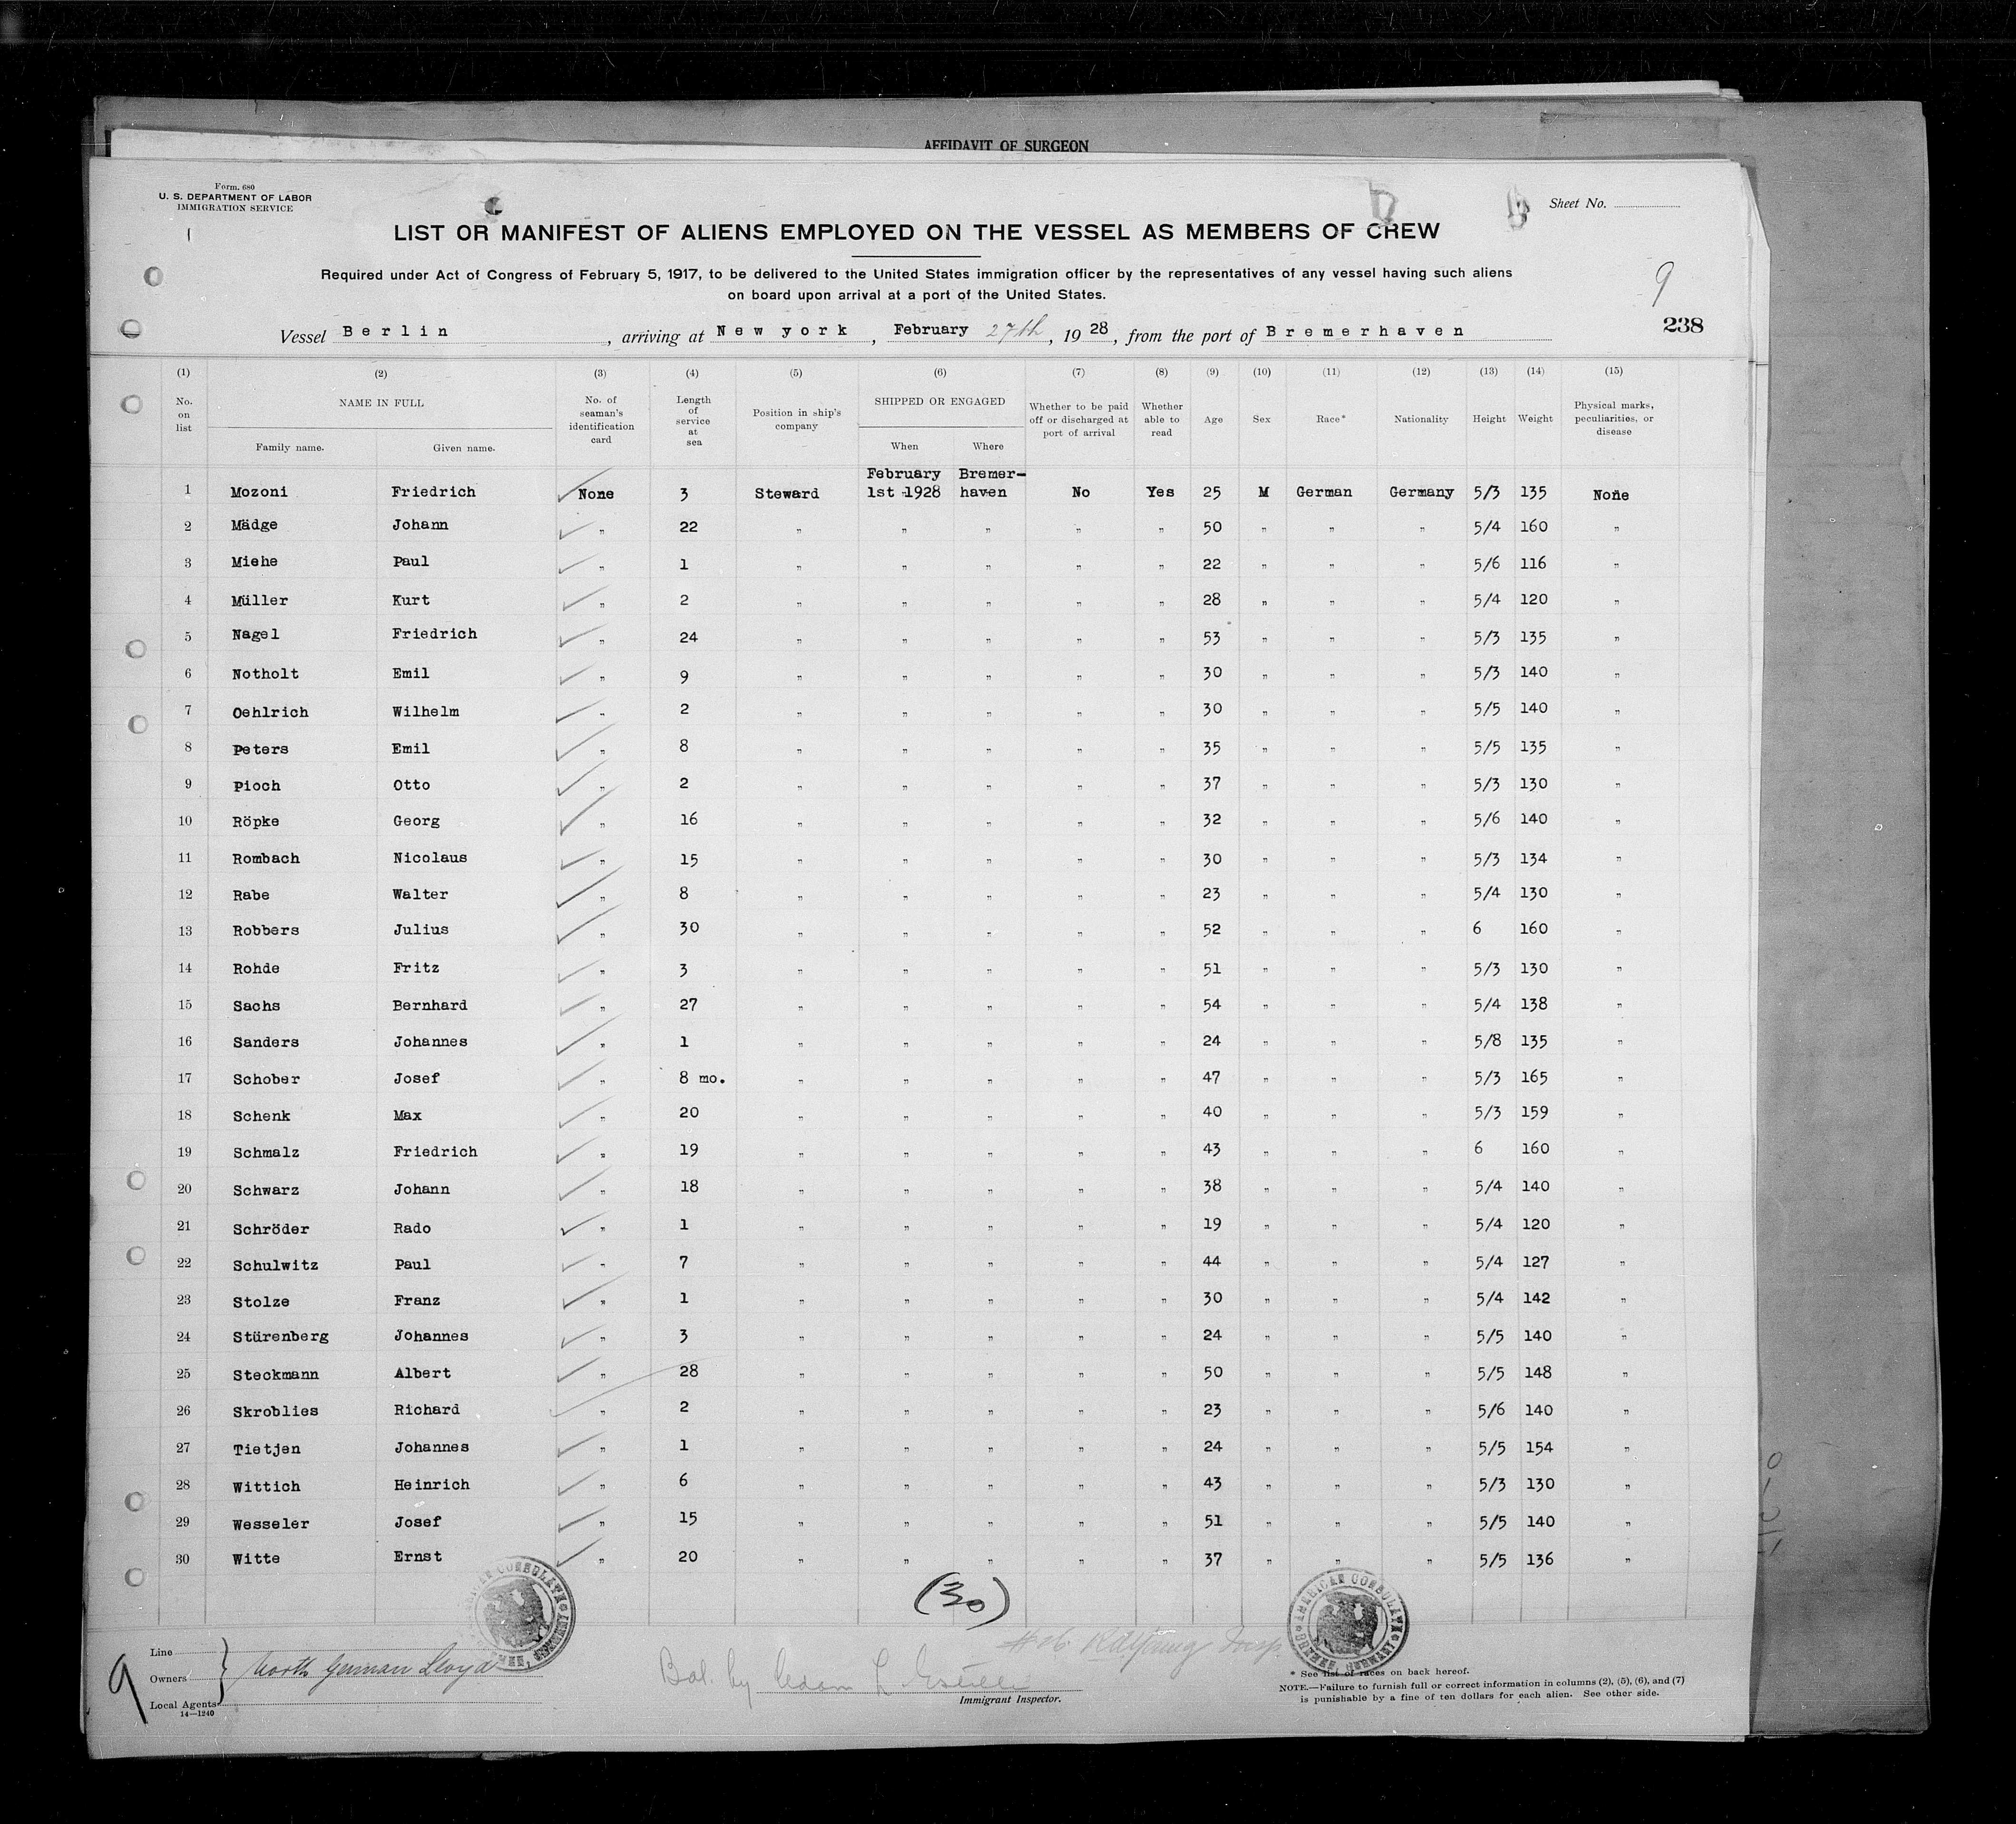 AFFIDAVIT OF SURGEON
Form. 680
U. S. DEPARTMENT OF LABOR
IMMIGRATION SERVICE
Sheet No.
LIST OR MANIFEST OF ALIENS EMPLOYED ON THE VESSEL AS MEMBERS OF CREW
Required under Act of Congress of February 5, 1917, to be delivered to the United States immigration officer by the representatives of any vessel having such aliens
on board upon arrival at a port of the United States.
9
238
Vessel Berlin, arriving at New york, February 27th, 1928, from the port of Bremerhaven
(1) (2) (3) (4) (5) (6) (7) (8) (9) (10) (11) (12) (13) (14) (15)
No. on list NAME IN FULL Family name. Given name. No. of seaman's identification card Length of service at sea Position in ship's company SHIPPED OR ENGAGED When Where Whether to be paid off or discharged at port of arrival Whether able to read Age Sex Race* Nationality Height Weight Physical marks, peculiarities, or disease
1 Mozoni Friedrich None 3 Steward February 1st 1928 Bremer-haven No Yes 25 M German Germany 5/3 135 None
2 Mädge Johann " 22 " " " " " 50 " " " 5/4 160 "
3 Miehe Paul " 1 " " " " " 22 " " " 5/6 116 "
4 Müller Kurt " 2 " " " " " 28 " " " 5/4 120 "
5 Nagel Friedrich " 24 " " " " " 53 " " " 5/3 135 "
6 Notholt Emil " 9 " " " " " 30 " " " 5/3 140 "
7 Oehlrich Wilhelm " 2 " " " " " 30 " " " 5/5 140 "
8 Peters Emil " 8 " " " " " 35 " " " 5/5 135 "
9 Pioch Otto " 2 " " " " " 37 " " " 5/3 130 "
10 Röpke Georg " 16 " " " " " 32 " " " 5/6 140 "
11 Rombach Nicolaus " 15 " " " " " 30 " " " 5/3 134 "
12 Rabe Walter " 8 " " " " " 23 " " " 5/4 130 "
13 Robbers Julius " 30 " " " " " 52 " " " 6 160 "
14 Rohde Fritz " 3 " " " " " 51 " " " 5/3 130 "
15 Sachs Bernhard " 27 " " " " " 54 " " " 5/4 138 "
16 Sanders Johannes " 1 " " " " " 24 " " " 5/8 135 "
17 Schober Josef " 8 mo. " " " " " 47 " " " 5/3 165 "
18 Schenk Max " 20 " " " " " 40 " " " 5/3 159 "
19 Schmalz Friedrich " 19 " " " " " 43 " " " 6 160 "
20 Schwarz Johann " 18 " " " " " 38 " " " 5/4 140 "
21 Schröder Rado " 1 " " " " " 19 " " " 5/4 120 "
22 Schulwitz Paul " 7 " " " " " 44 " " " 5/4 127 "
23 Stolze Franz " 1 " " " " " 30 " " " 5/4 142 "
24 Stürenberg Johannes " 3 " " " " " 24 " " " 5/5 140 "
25 Steckmann Albert " 28 " " " " " 50 " " " 5/5 148 "
26 Skroblies Richard " 2 " " " " " 23 " " " 5/6 140 "
27 Tietjen Johannes " 1 " " " " " 24 " " " 5/5 154 "
28 Wittich Heinrich " 6 " " " " " 43 " " " 5/3 130 "
29 Wesseler Josef " 15 " " " " " 51 " " " 5/5 140 "
30 Witte Ernst " 20 " " " " " 37 " " " 5/5 136 "
(30)
AMERICAN CONSULATE
AMERICAN CONSULATE
9
Line
Owners North German Lloyd
Local Agents
14—1240
Bal. by
Immigrant Inspector.
* See list of races on back hereof.
NOTE.—Failure to furnish full or correct information in columns (2), (5), (6), and (7)
is punishable by a fine of ten dollars for each alien. See other side.